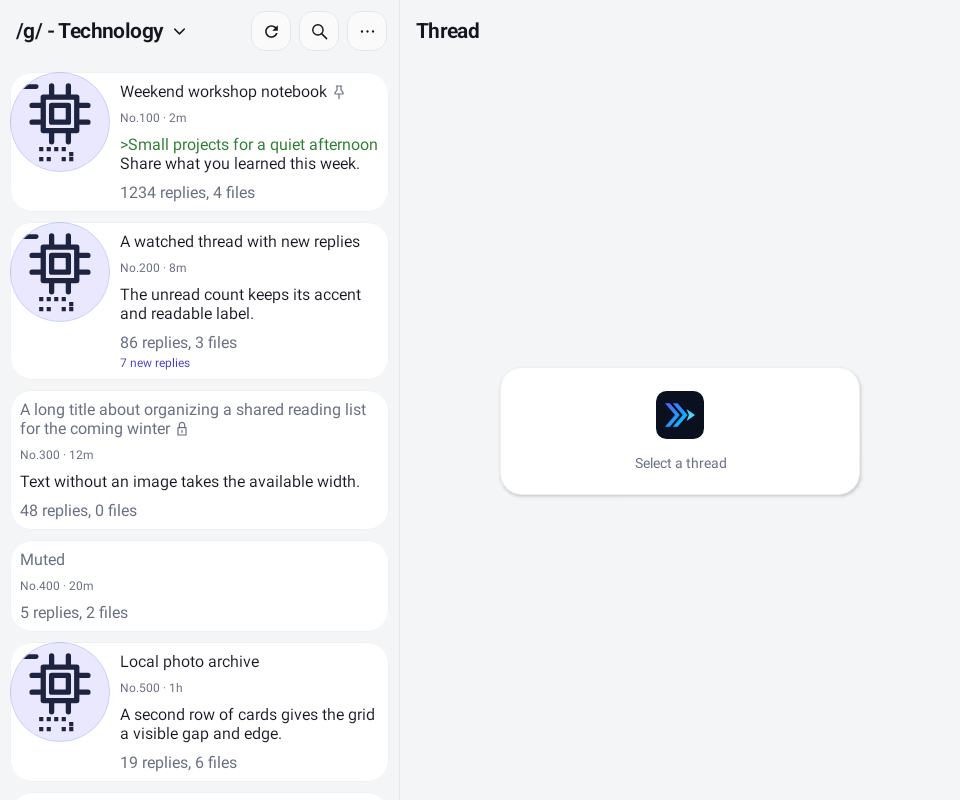 /g/ - Technology
Thread
Weekend workshop notebook
No.100 · 2m
>Small projects for a quiet afternoon
Share what you learned this week.
1234 replies, 4 files
A watched thread with new replies
No.200 · 8m
The unread count keeps its accent
and readable label.
86 replies, 3 files
7 new replies
A long title about organizing a shared reading list
for the coming winter
No.300 · 12m
Text without an image takes the available width.
48 replies, 0 files
Muted
No.400 · 20m
5 replies, 2 files
Local photo archive
No.500 · 1h
A second row of cards gives the grid
a visible gap and edge.
19 replies, 6 files
Select a thread